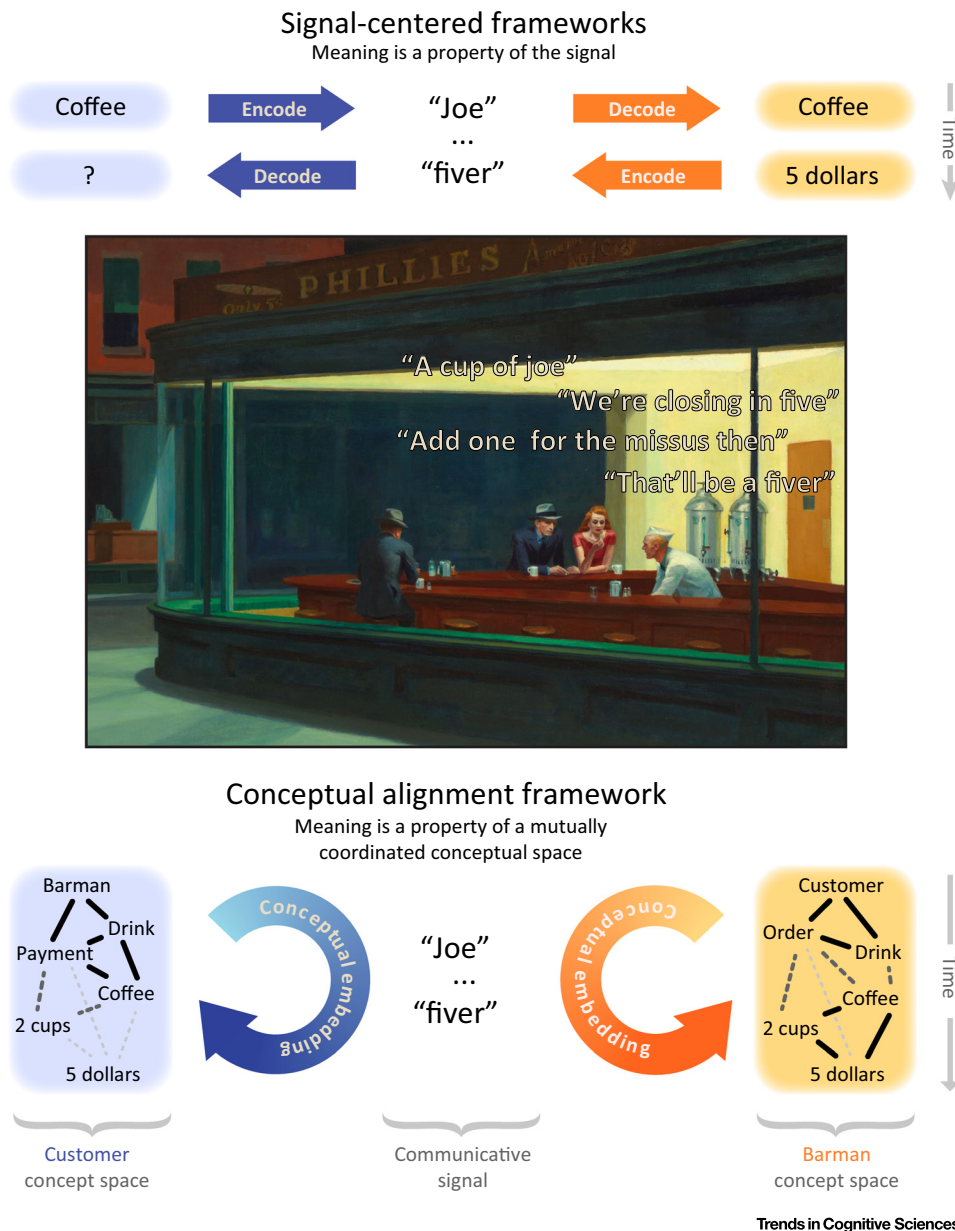 Signal-centered frameworks
Meaning is a property of the signal
Coffee Encode “Joe” Decode Coffee
...
? Decode “fiver” Encode 5 dollars
Time
PHILLIES
“A cup of joe”
“We’re closing in five”
“Add one for the missus then”
“That’ll be a fiver”
Conceptual alignment framework
Meaning is a property of a mutually
coordinated conceptual space
Barman
Drink
Payment
Coffee
2 cups
5 dollars
Conceptual embedding
“Joe”
...
“fiver”
Conceptual embedding
Customer
Order
Drink
Coffee
2 cups
5 dollars
Time
Customer
concept space
Communicative
signal
Barman
concept space
Trends in Cognitive Sciences